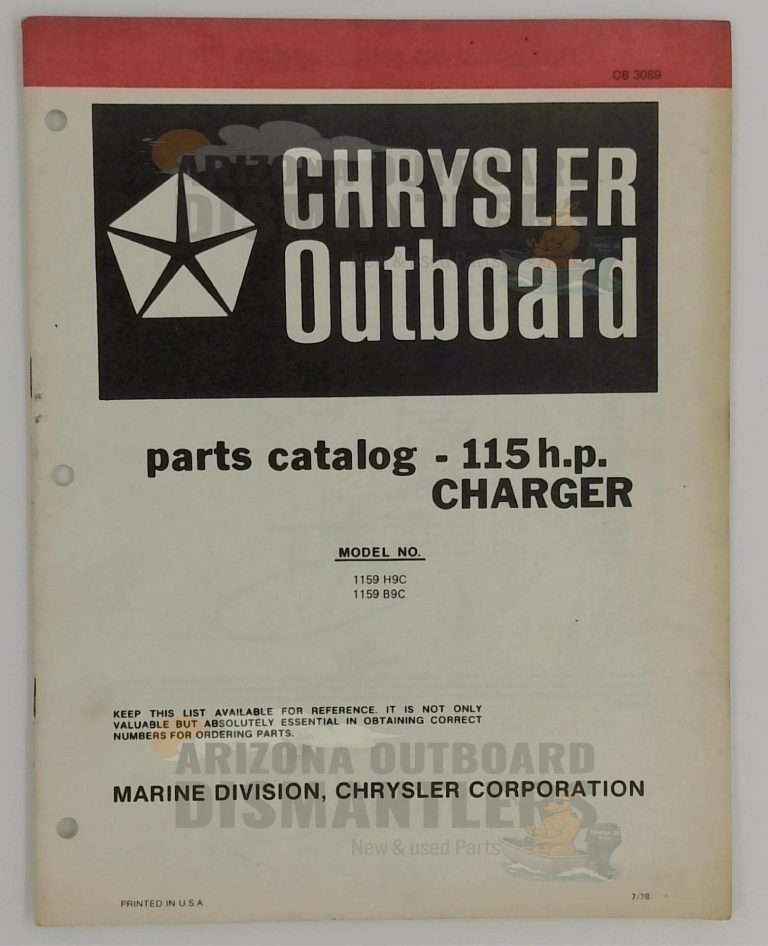 OB 3089
CHRYSLER
Outboard
parts catalog - 115 h.p.
CHARGER
MODEL NO.
1159 H9C
1159 B9C
KEEP THIS LIST AVAILABLE FOR REFERENCE. IT IS NOT ONLY
VALUABLE BUT ABSOLUTELY ESSENTIAL IN OBTAINING CORRECT
NUMBERS FOR ORDERING PARTS.
ARIZONA OUTBOARD
MARINE DIVISION, CHRYSLER CORPORATION
DISMANTLERS
New & used Parts
PRINTED IN U.S.A.
7/78